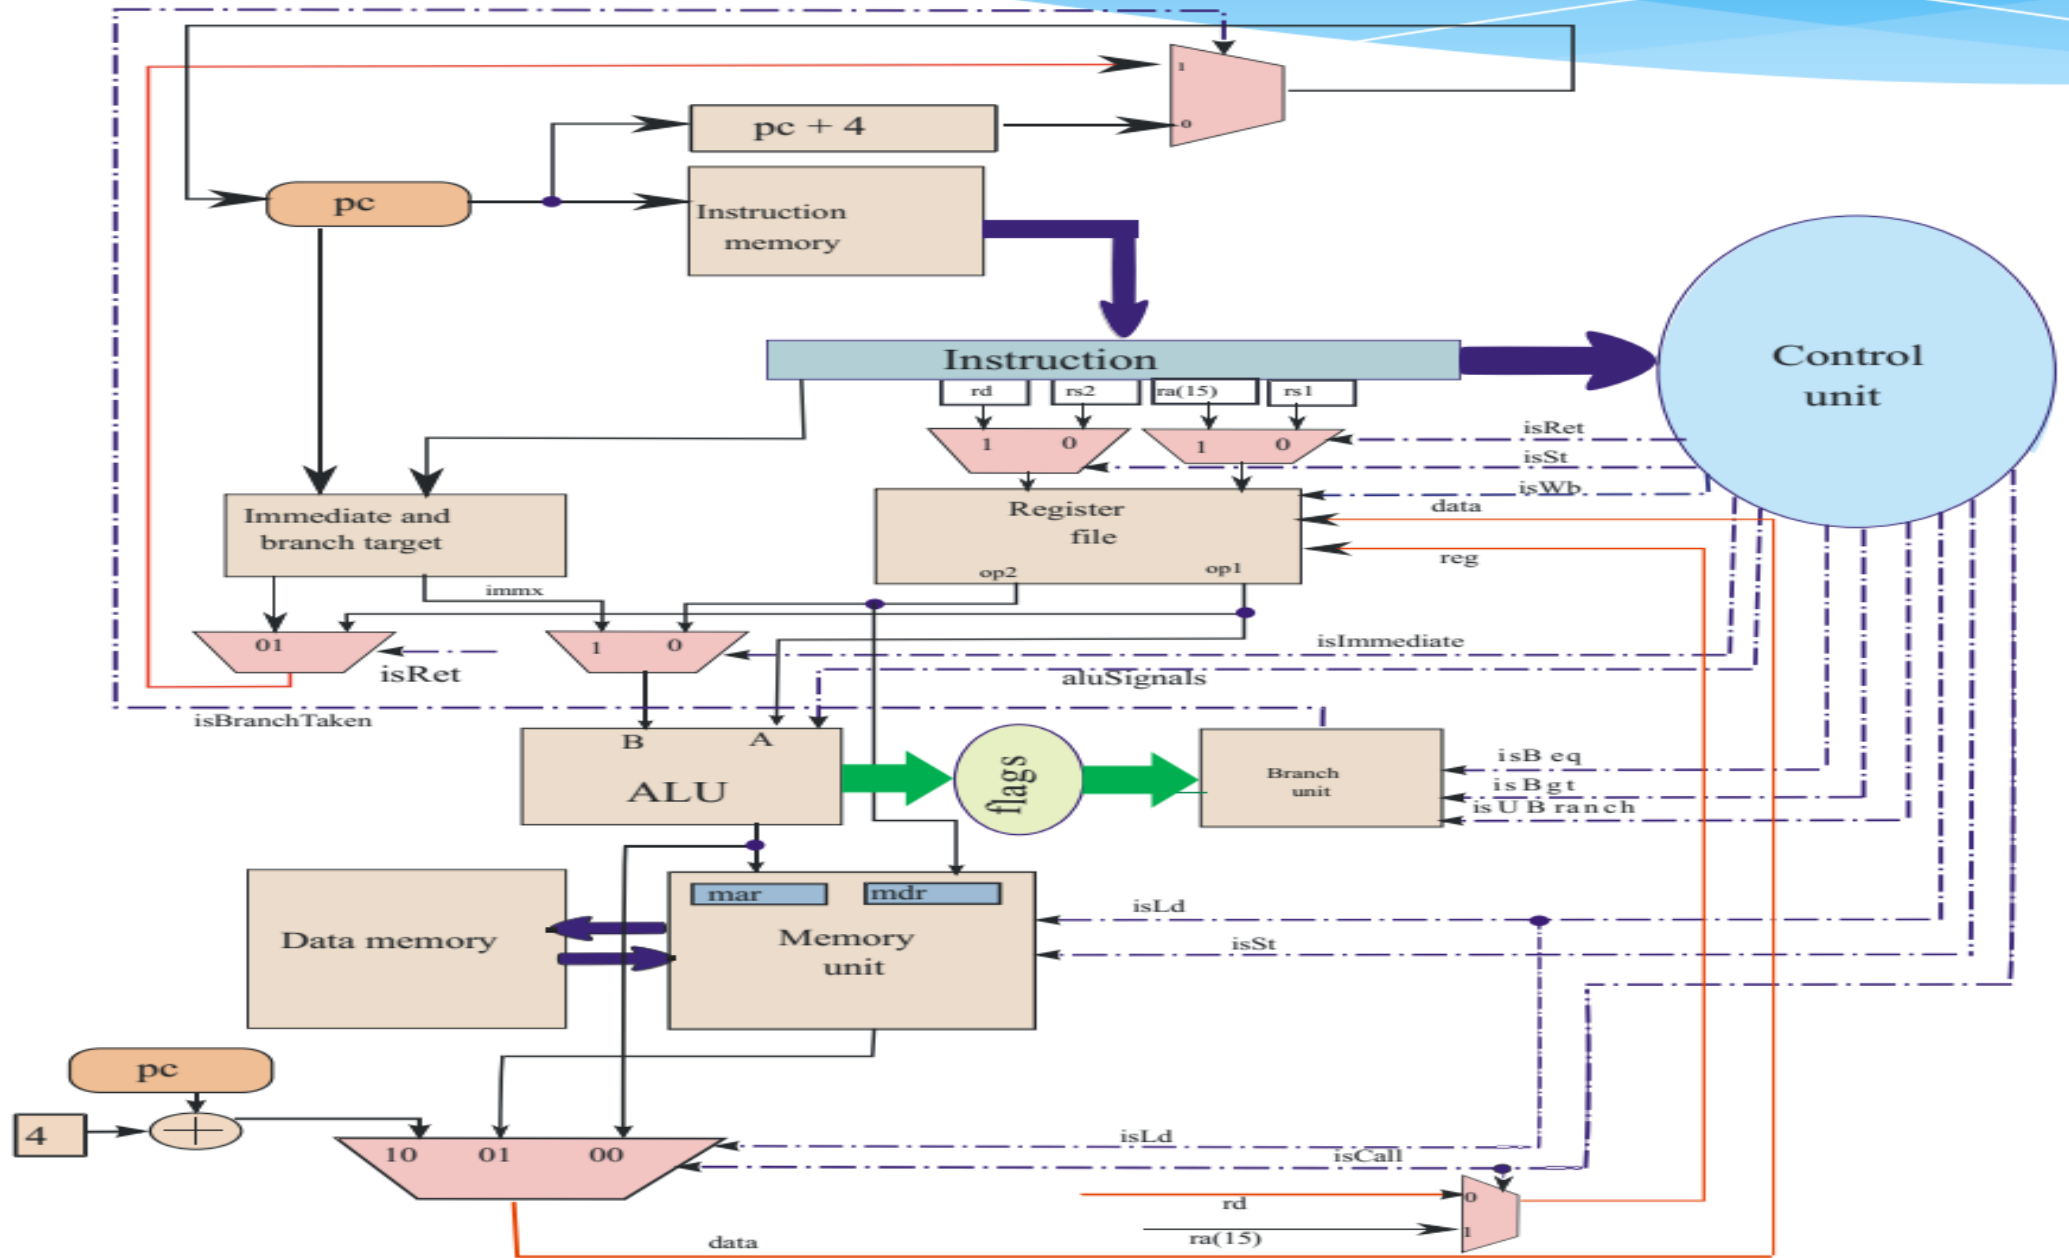 1
pc + 4
0
pc
Instruction
memory
Control
unit
Instruction
rd
rs2
ra(15)
rs1
1
0
1
0
isRet
isSt
isWb
data
reg
Immediate and
branch target
Register
file
op2
op1
immx
01
isRet
1
0
isImmediate
aluSignals
isBranchTaken
B
A
ALU
flags
Branch
unit
isB eq
isBgt
isUBranch
mar
mdr
Data memory
Memory
unit
isLd
isSt
pc
4
10
01
00
isLd
isCall
rd
0
ra(15)
1
data